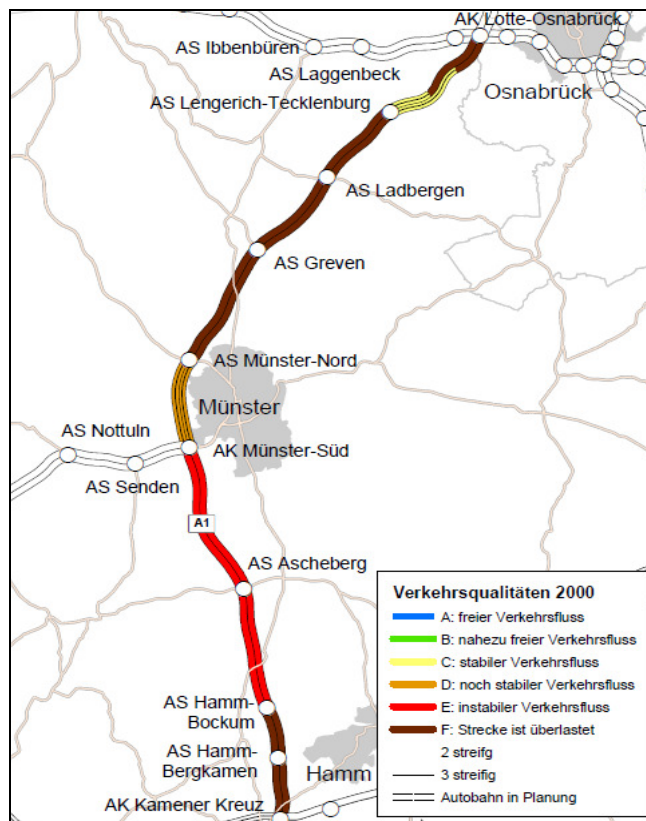 AK Lotte-Osnabrück
AS Ibbenbüren
AS Laggenbeck
Osnabrück
AS Lengerich-Tecklenburg
AS Ladbergen
AS Greven
AS Münster-Nord
Münster
AS Nottuln
AK Münster-Süd
AS Senden
A1
AS Ascheberg
AS Hamm-
Bockum
AS Hamm-
Bergkamen
Hamm
AK Kamener Kreuz
Verkehrsqualitäten 2000
A: freier Verkehrsfluss
B: nahezu freier Verkehrsfluss
C: stabiler Verkehrsfluss
D: noch stabiler Verkehrsfluss
E: instabiler Verkehrsfluss
F: Strecke ist überlastet
2 streifg
3 streifig
Autobahn in Planung